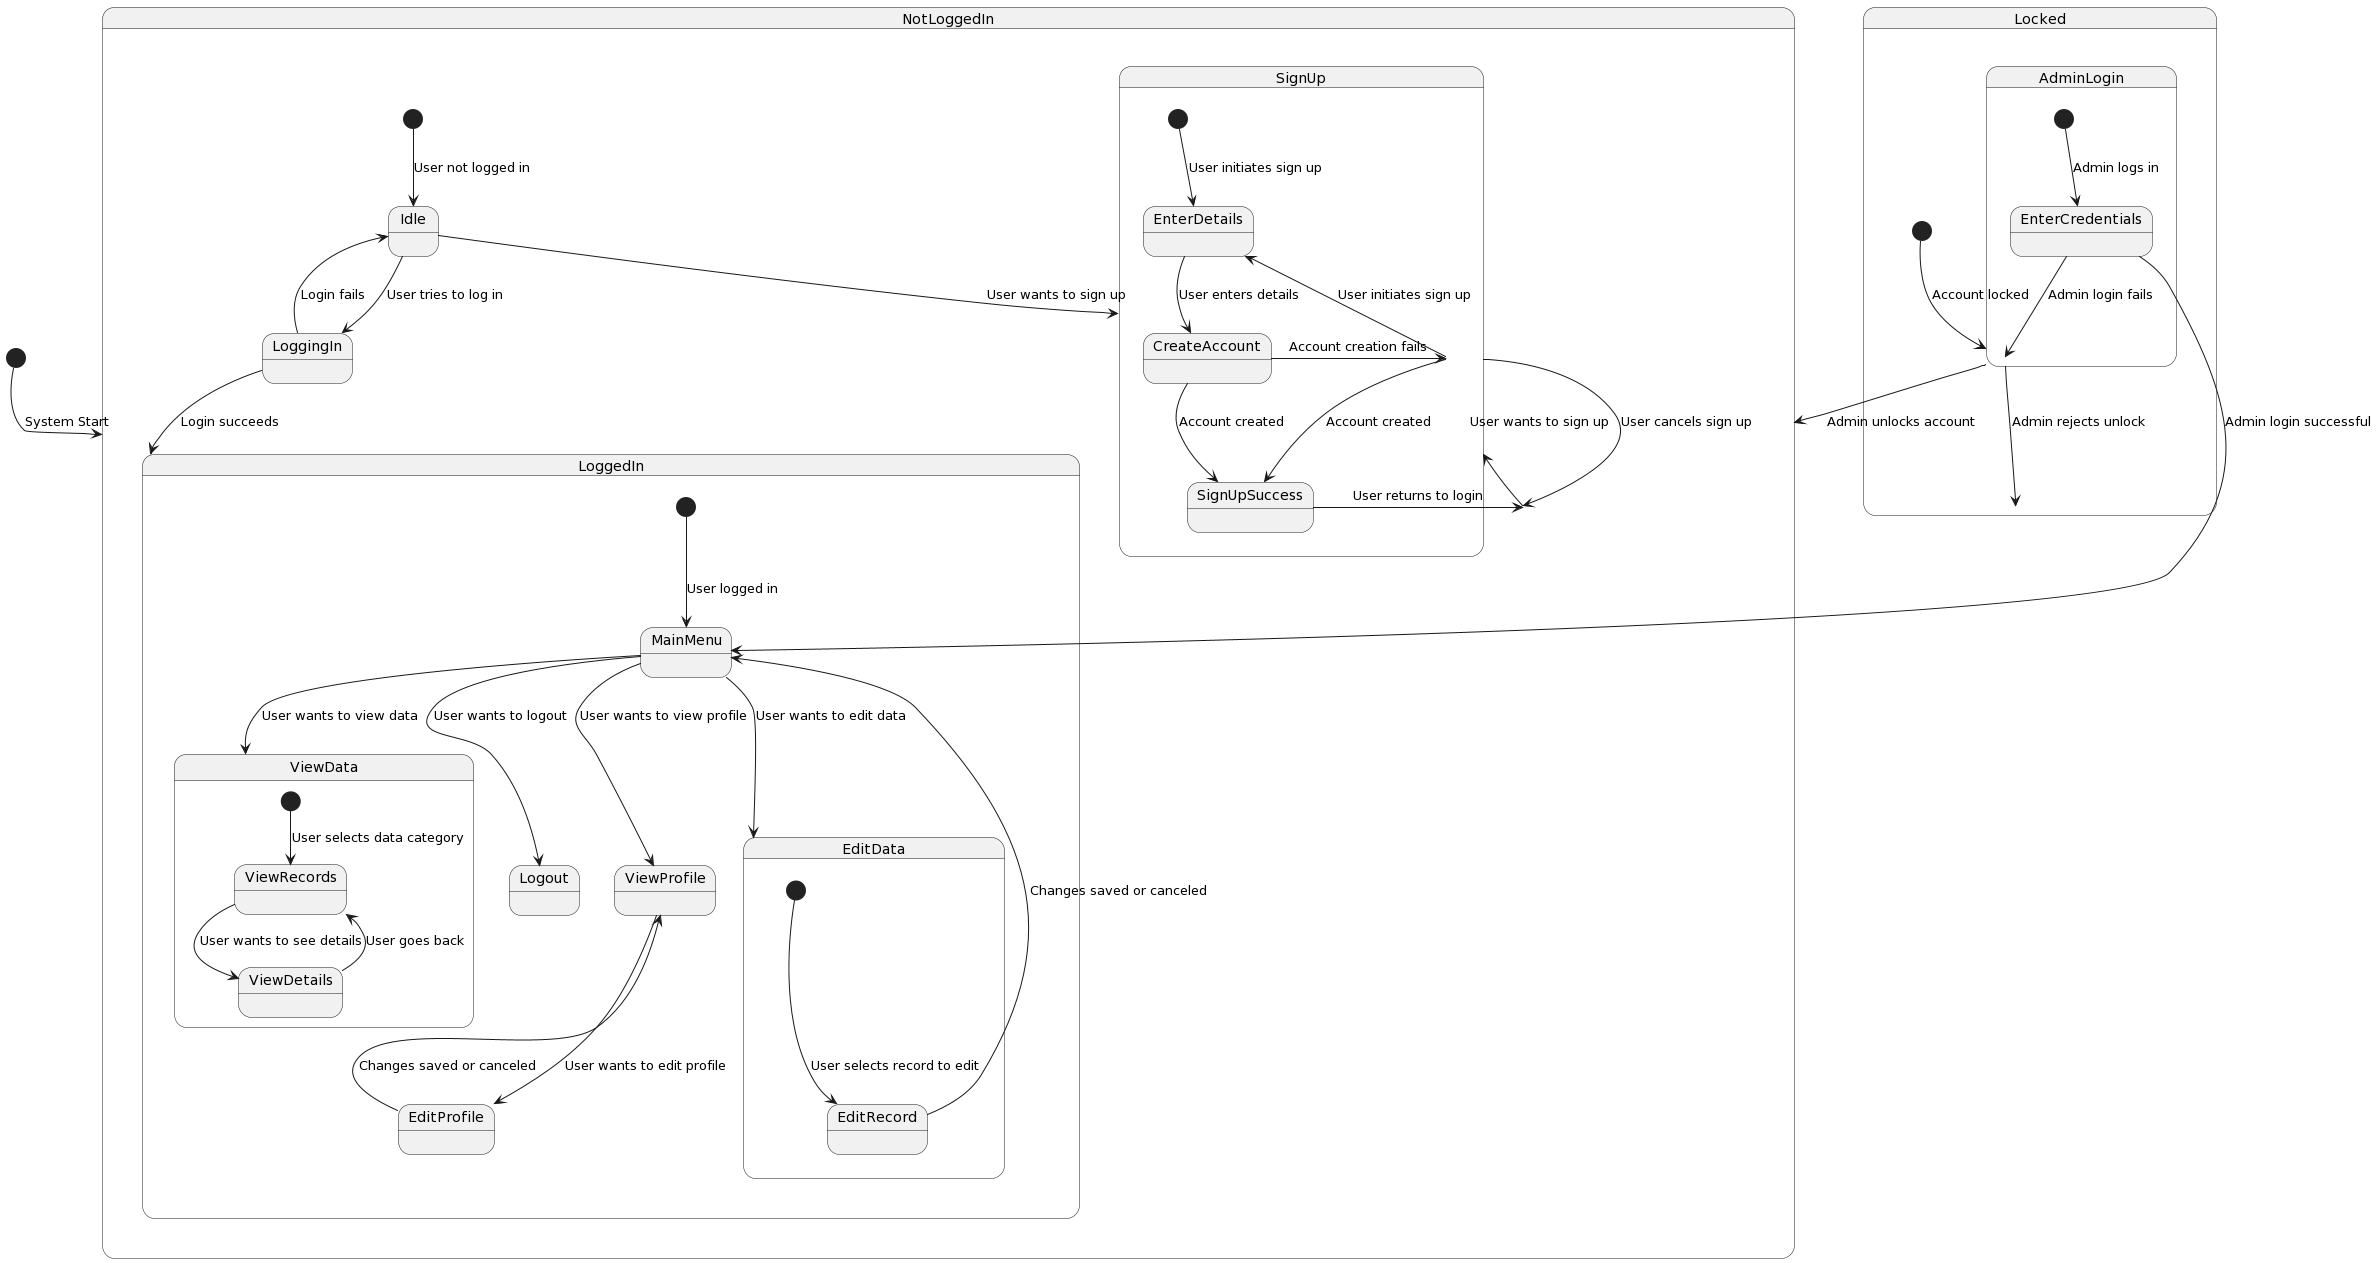 NotLoggedIn
Locked
SignUp
AdminLogin
User not logged in
User initiates sign up
Admin logs in
Idle
EnterDetails
EnterCredentials
Login fails
User tries to log in
User wants to sign up
User enters details
User initiates sign up
Account locked
Admin login fails
LoggingIn
CreateAccount
Account creation fails
System Start
Login succeeds
Account created
Account created
User wants to sign up
User cancels sign up
Admin unlocks account
Admin rejects unlock
Admin login successful
LoggedIn
SignUpSuccess
User returns to login
User logged in
MainMenu
User wants to view data
User wants to logout
User wants to view profile
User wants to edit data
ViewData
User selects data category
EditData
ViewRecords
Logout
ViewProfile
Changes saved or canceled
User wants to see details
User goes back
ViewDetails
Changes saved or canceled
User wants to edit profile
User selects record to edit
EditProfile
EditRecord